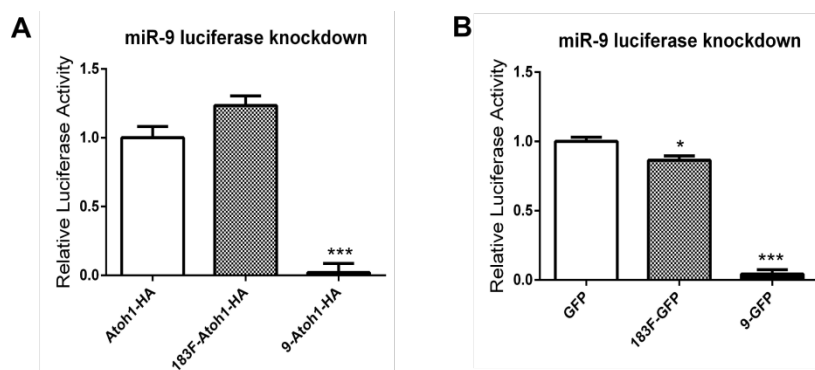 A
miR-9 luciferase knockdown
Relative Luciferase Activity
1.5
1.0
0.5
0.0
***
Atoh1-HA
183F-Atoh1-HA
9-Atoh1-HA
B
miR-9 luciferase knockdown
Relative Luciferase Activity
1.5
1.0
0.5
0.0
*
***
GFP
183F-GFP
9-GFP